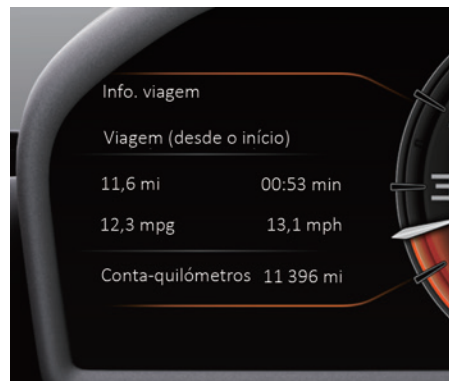 Info. viagem
Viagem (desde o início)
11,6 mi 00:53 min
12,3 mpg 13,1 mph
Conta-quilómetros 11 396 mi